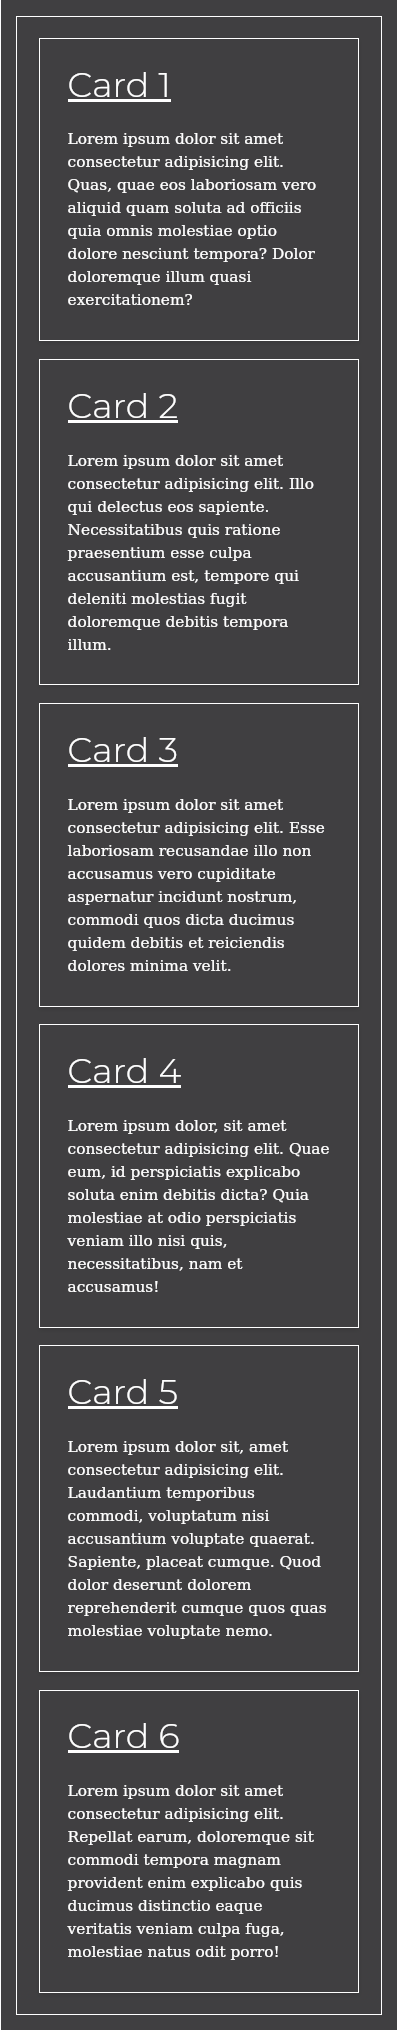 Card 1
Lorem ipsum dolor sit amet
consectetur adipisicing elit.
Quas, quae eos laboriosam vero
aliquid quam soluta ad officiis
quia omnis molestiae optio
dolore nesciunt tempora? Dolor
doloremque illum quasi
exercitationem?
Card 2
Lorem ipsum dolor sit amet
consectetur adipisicing elit. Illo
qui delectus eos sapiente.
Necessitatibus quis ratione
praesentium esse culpa
accusantium est, tempore qui
deleniti molestias fugit
doloremque debitis tempora
illum.
Card 3
Lorem ipsum dolor sit amet
consectetur adipisicing elit. Esse
laboriosam recusandae illo non
accusamus vero cupiditate
aspernatur incidunt nostrum,
commodi quos dicta ducimus
quidem debitis et reiciendis
dolores minima velit.
Card 4
Lorem ipsum dolor, sit amet
consectetur adipisicing elit. Quae
eum, id perspiciatis explicabo
soluta enim debitis dicta? Quia
molestiae at odio perspiciatis
veniam illo nisi quis,
necessitatibus, nam et
accusamus!
Card 5
Lorem ipsum dolor sit, amet
consectetur adipisicing elit.
Laudantium temporibus
commodi, voluptatum nisi
accusantium voluptate quaerat.
Sapiente, placeat cumque. Quod
dolor deserunt dolorem
reprehenderit cumque quos quas
molestiae voluptate nemo.
Card 6
Lorem ipsum dolor sit amet
consectetur adipisicing elit.
Repellat earum, doloremque sit
commodi tempora magnam
provident enim explicabo quis
ducimus distinctio eaque
veritatis veniam culpa fuga,
molestiae natus odit porro!